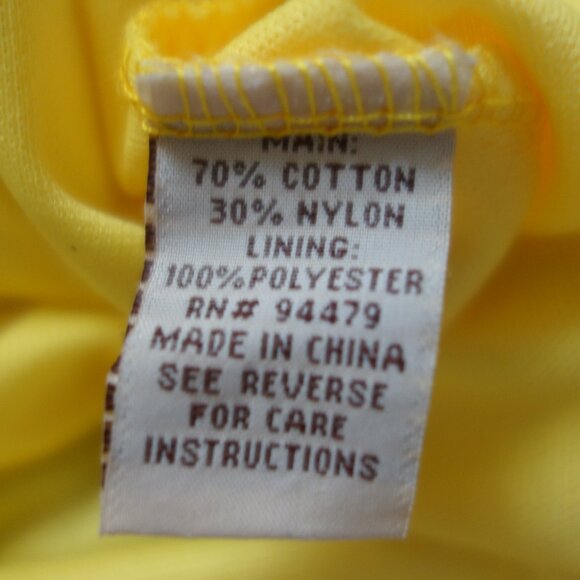 MAIN:
70% COTTON
30% NYLON
LINING:
100%POLYESTER
RN# 94479
MADE IN CHINA
SEE REVERSE
FOR CARE
INSTRUCTIONS